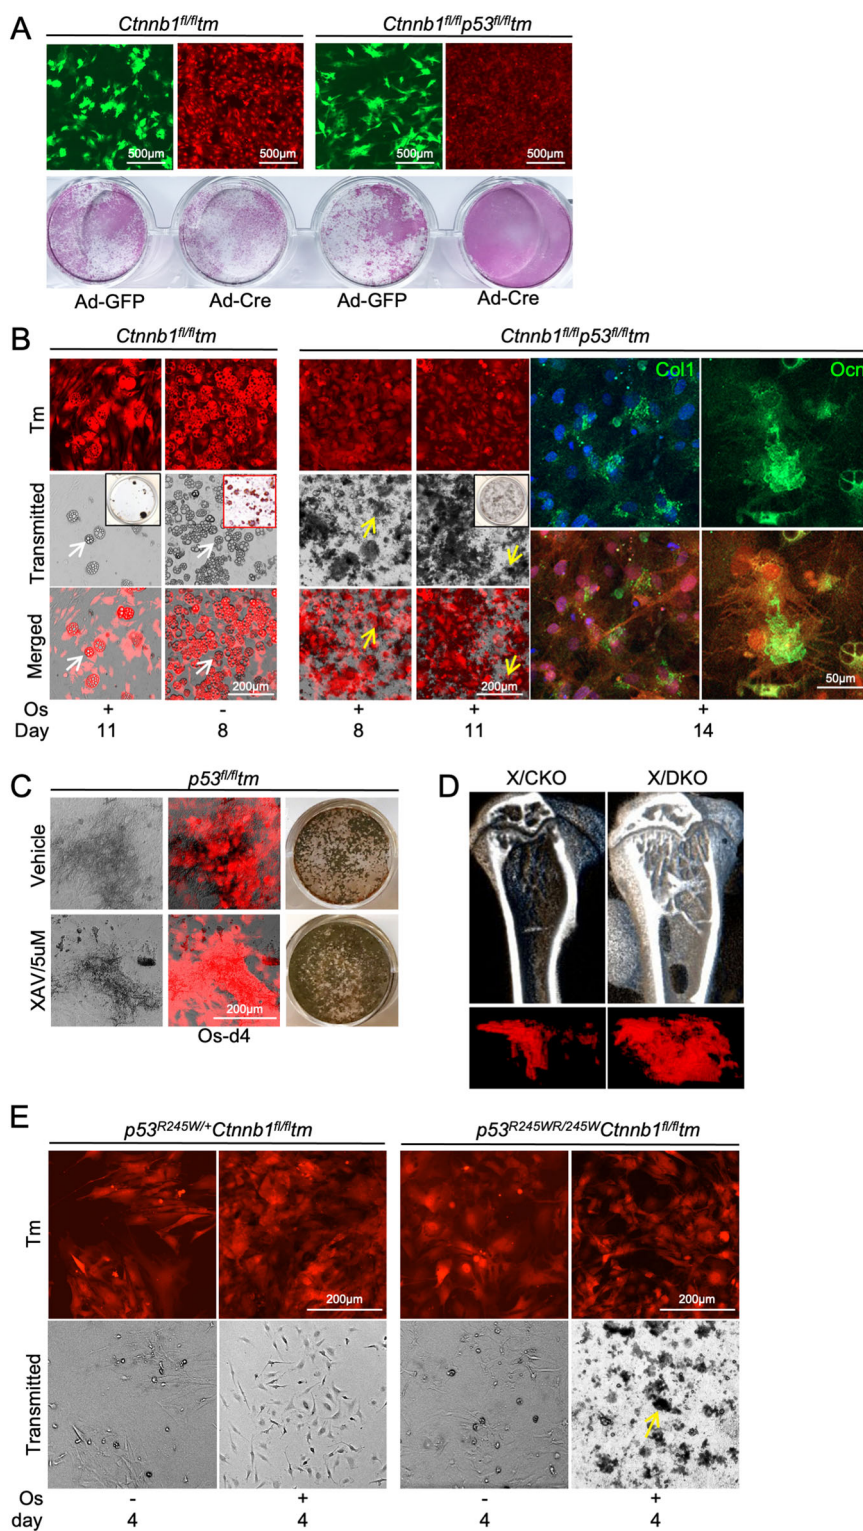 A
Ctnnb1fl/fltm
Ctnnb1fl/flp53fl/fltm
500µm
500µm
500µm
500µm
Ad-GFP
Ad-Cre
Ad-GFP
Ad-Cre
B
Ctnnb1fl/fltm
Ctnnb1fl/flp53fl/fltm
Tm
Col1
Ocn
Transmitted
Merged
200µm
200µm
50µm
Os + - + + +
Day 11 8 8 11 14
C
p53fl/fltm
Vehicle
XAV/5uM
200µm
Os-d4
D
X/CKO
X/DKO
E
p53R245W/+Ctnnb1fl/fltm
p53R245WR/245WCtnnb1fl/fltm
Tm
200µm
200µm
Transmitted
Os - + - +
day 4 4 4 4